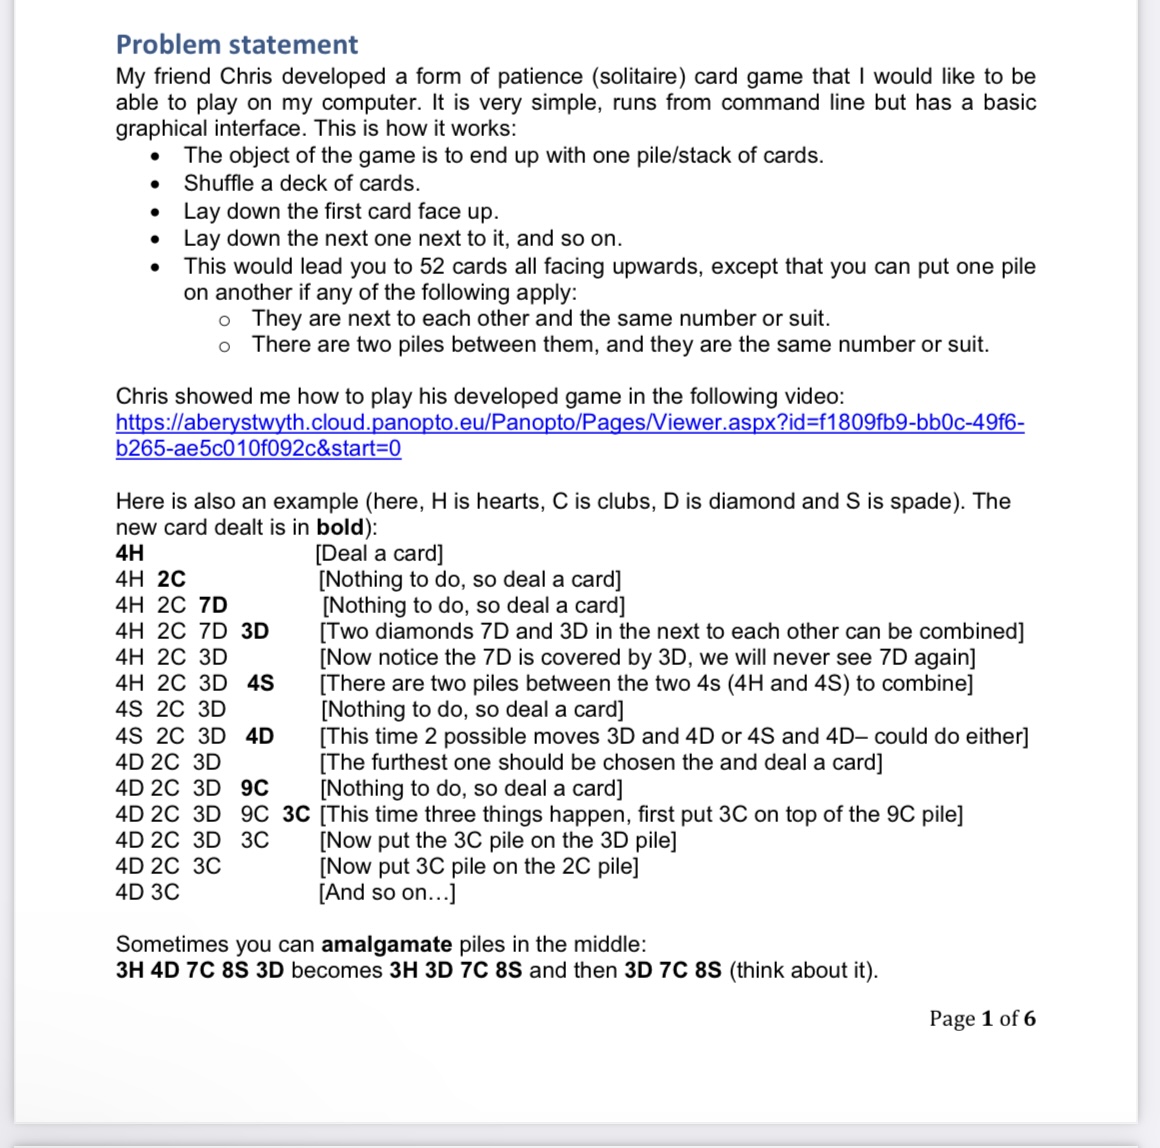 Problem statement
My friend Chris developed a form of patience (solitaire) card game that I would like to be
able to play on my computer. It is very simple, runs from command line but has a basic
graphical interface. This is how it works:
• The object of the game is to end up with one pile/stack of cards.
• Shuffle a deck of cards.
• Lay down the first card face up.
• Lay down the next one next to it, and so on.
• This would lead you to 52 cards all facing upwards, except that you can put one pile
on another if any of the following apply:
o They are next to each other and the same number or suit.
o There are two piles between them, and they are the same number or suit.
Chris showed me how to play his developed game in the following video:
https://aberystwyth.cloud.panopto.eu/Panopto/Pages/Viewer.aspx?id=f1809fb9-bb0c-49f6-
b265-ae5c010f092c&start=0
Here is also an example (here, H is hearts, C is clubs, D is diamond and S is spade). The
new card dealt is in bold):
4H [Deal a card]
4H 2C [Nothing to do, so deal a card]
4H 2C 7D [Nothing to do, so deal a card]
4H 2C 7D 3D [Two diamonds 7D and 3D in the next to each other can be combined]
4H 2C 3D [Now notice the 7D is covered by 3D, we will never see 7D again]
4H 2C 3D 4S [There are two piles between the two 4s (4H and 4S) to combine]
4S 2C 3D [Nothing to do, so deal a card]
4S 2C 3D 4D [This time 2 possible moves 3D and 4D or 4S and 4D– could do either]
4D 2C 3D [The furthest one should be chosen the and deal a card]
4D 2C 3D 9C [Nothing to do, so deal a card]
4D 2C 3D 9C 3C [This time three things happen, first put 3C on top of the 9C pile]
4D 2C 3D 3C [Now put the 3C pile on the 3D pile]
4D 2C 3C [Now put 3C pile on the 2C pile]
4D 3C [And so on…]
Sometimes you can amalgamate piles in the middle:
3H 4D 7C 8S 3D becomes 3H 3D 7C 8S and then 3D 7C 8S (think about it).
Page 1 of 6